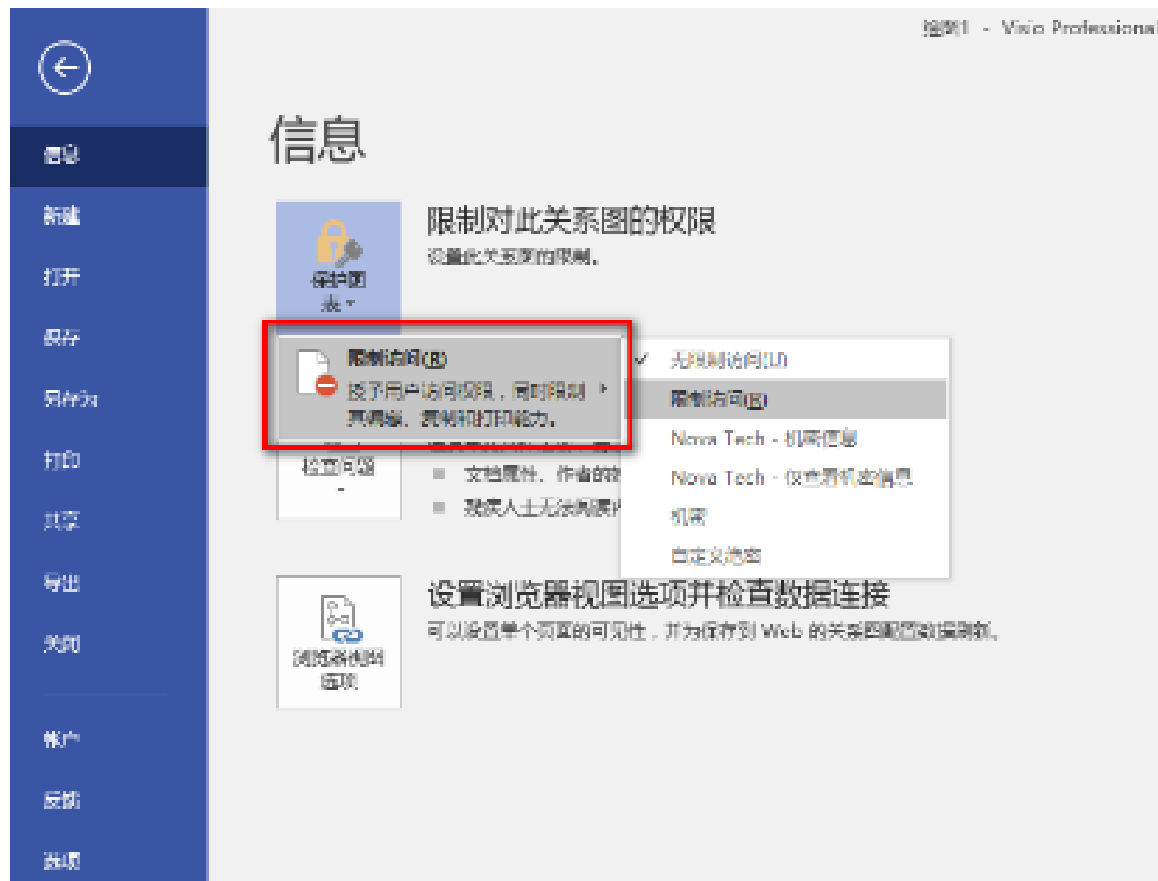 绘图1 - Visio Professional
信息
信息
新建
打开
保存
另存为
打印
共享
导出
关闭
帐户
反馈
选项
限制对此关系图的权限
设置此关系图的限制。
保护图
表
限制访问(R)
授予用户访问权限，同时限制
其编辑、复制和打印能力。
无限制访问(U)
限制访问(R)
Nova Tech - 机密信息
Nova Tech - 仅查看机密信息
机密
检查问题
文档属性、作者的
残疾人士无法阅读
设置浏览器视图选项并检查数据连接
可以设置单个页面的可见性，并为保存到 Web 的关系图配置数据刷新。
浏览器视图
选项